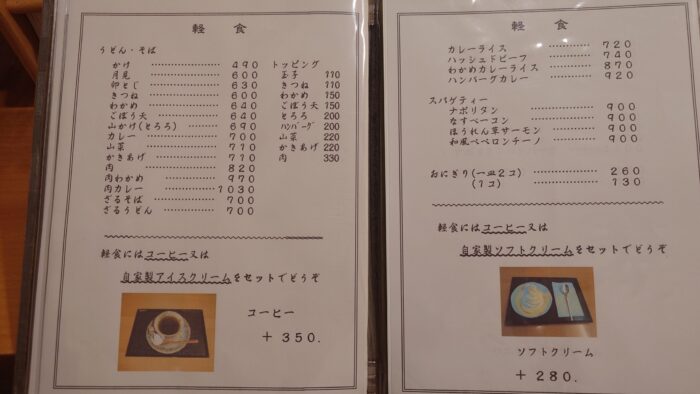 軽 食
うどん・そば
かけ ………… 490
月見 ………… 600
卵とじ ………… 630
きつね ………… 600
わかめ ………… 640
ごぼう天 ………… 640
山かけ(とろろ) ………… 690
カレー ………… 700
山菜 ………… 710
かきあげ ………… 710
肉 ………… 820
肉わかめ ………… 970
肉カレー ………… 1030
ざるそば ………… 700
ざるうどん ………… 700
トッピング
玉子 110
きつね 110
わかめ 150
ごぼう天 150
とろろ 200
ハンバーグ 200
山菜 220
かきあげ 220
肉 330
軽食にはコーヒー又は
自家製アイスクリームをセットでどうぞ
コーヒー
+ 350.
軽 食
カレーライス ………… 720
ハッシュドビーフ ………… 740
わかめカレーライス ………… 870
ハンバーグカレー ………… 920
スパゲティー
ナポリタン ………… 900
なすベーコン ………… 900
ほうれん草サーモン ………… 900
和風ペペロンチーノ ………… 900
おにぎり(一皿2コ) ………… 260
(1コ) ………… 130
軽食にはコーヒー又は
自家製ソフトクリームをセットでどうぞ
ソフトクリーム
+ 280.